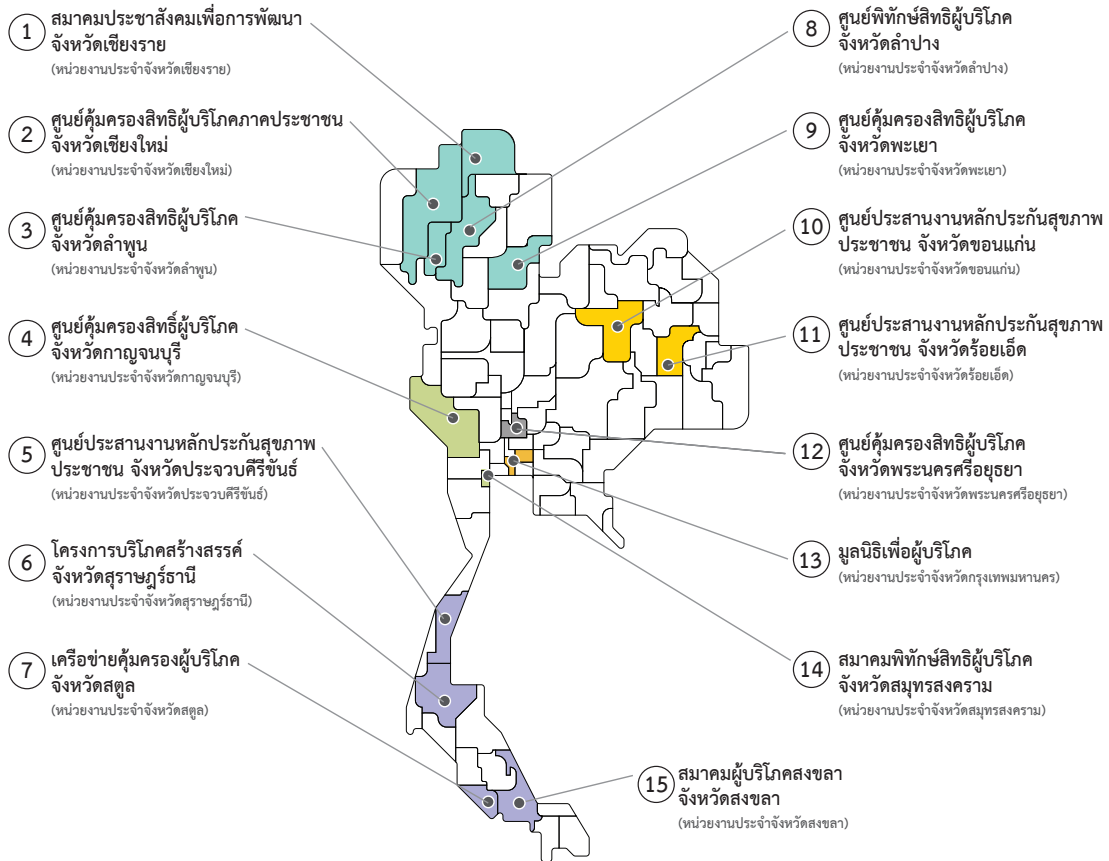 1
สมาคมประชาสังคมเพื่อการพัฒนา
จังหวัดเชียงราย
(หน่วยงานประจำจังหวัดเชียงราย)
2
ศูนย์คุ้มครองสิทธิผู้บริโภคภาคประชาชน
จังหวัดเชียงใหม่
(หน่วยงานประจำจังหวัดเชียงใหม่)
3
ศูนย์คุ้มครองสิทธิผู้บริโภค
จังหวัดลำพูน
(หน่วยงานประจำจังหวัดลำพูน)
4
ศูนย์คุ้มครองสิทธิ์ผู้บริโภค
จังหวัดกาญจนบุรี
(หน่วยงานประจำจังหวัดกาญจนบุรี)
5
ศูนย์ประสานงานหลักประกันสุขภาพ
ประชาชน จังหวัดประจวบคีรีขันธ์
(หน่วยงานประจำจังหวัดประจวบคีรีขันธ์)
6
โครงการบริโภคสร้างสรรค์
จังหวัดสุราษฎร์ธานี
(หน่วยงานประจำจังหวัดสุราษฎร์ธานี)
7
เครือข่ายคุ้มครองผู้บริโภค
จังหวัดสตูล
(หน่วยงานประจำจังหวัดสตูล)
8
ศูนย์พิทักษ์สิทธิผู้บริโภค
จังหวัดลำปาง
(หน่วยงานประจำจังหวัดลำปาง)
9
ศูนย์คุ้มครองสิทธิผู้บริโภค
จังหวัดพะเยา
(หน่วยงานประจำจังหวัดพะเยา)
10
ศูนย์ประสานงานหลักประกันสุขภาพ
ประชาชน จังหวัดขอนแก่น
(หน่วยงานประจำจังหวัดขอนแก่น)
11
ศูนย์ประสานงานหลักประกันสุขภาพ
ประชาชน จังหวัดร้อยเอ็ด
(หน่วยงานประจำจังหวัดร้อยเอ็ด)
12
ศูนย์คุ้มครองสิทธิผู้บริโภค
จังหวัดพระนครศรีอยุธยา
(หน่วยงานประจำจังหวัดพระนครศรีอยุธยา)
13
มูลนิธิเพื่อผู้บริโภค
(หน่วยงานประจำจังหวัดกรุงเทพมหานคร)
14
สมาคมพิทักษ์สิทธิผู้บริโภค
จังหวัดสมุทรสงคราม
(หน่วยงานประจำจังหวัดสมุทรสงคราม)
15
สมาคมผู้บริโภคสงขลา
จังหวัดสงขลา
(หน่วยงานประจำจังหวัดสงขลา)